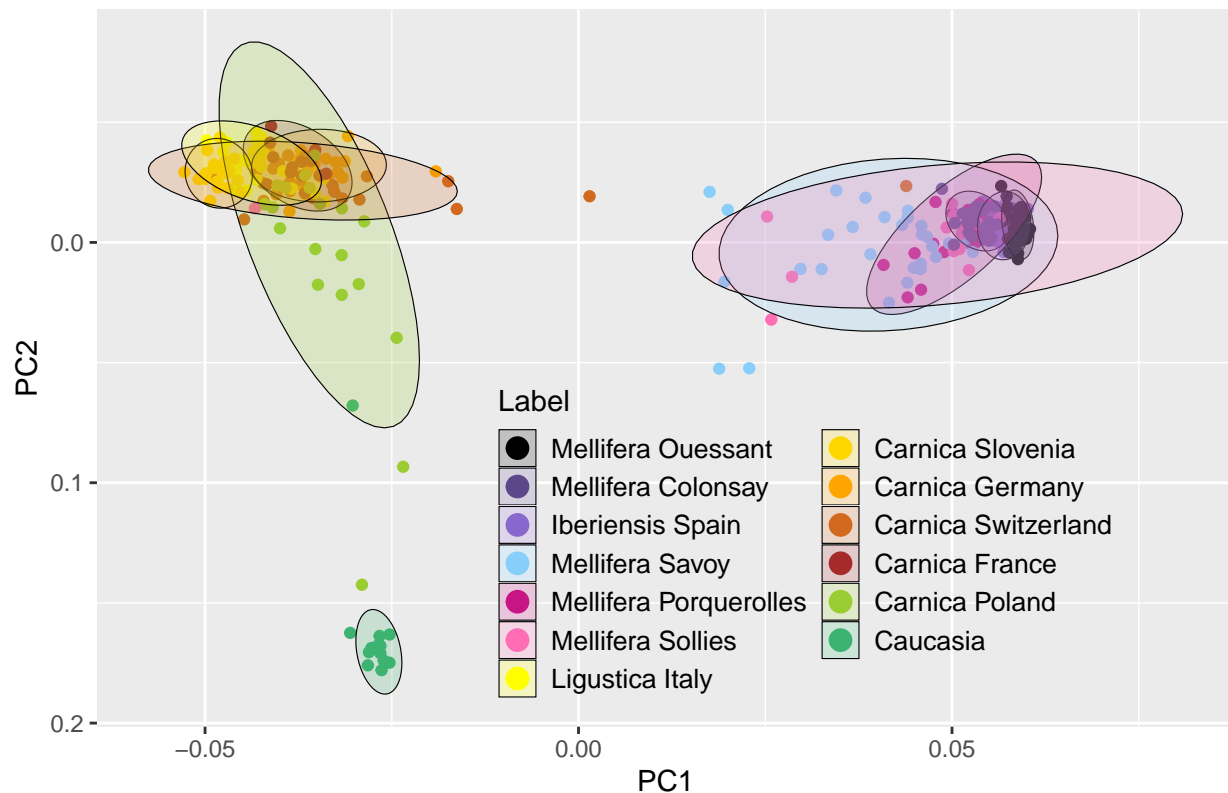 PC2
0.0
0.1
0.2
Label
Mellifera Ouessant
Mellifera Colonsay
Iberiensis Spain
Mellifera Savoy
Mellifera Porquerolles
Mellifera Sollies
Ligustica Italy
Carnica Slovenia
Carnica Germany
Carnica Switzerland
Carnica France
Carnica Poland
Caucasia
−0.05
0.00
0.05
PC1